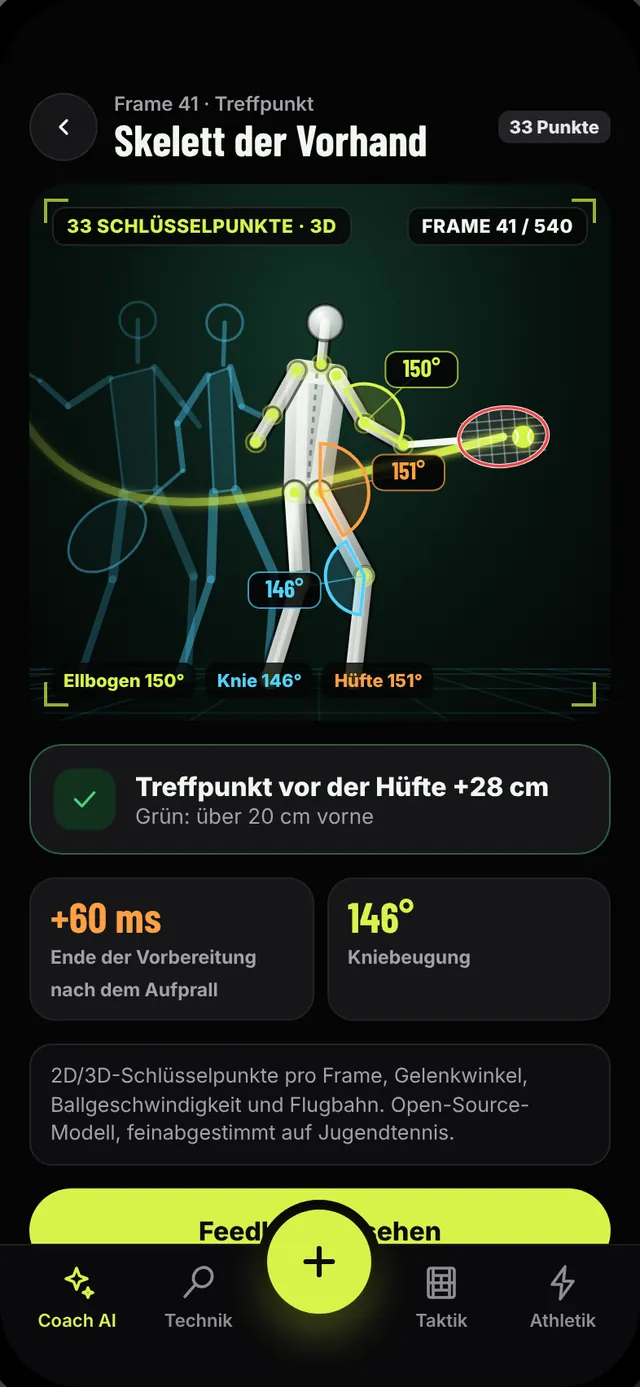 Frame 41 · Treffpunkt
Skelett der Vorhand
33 Punkte
33 SCHLÜSSELPUNKTE · 3D
FRAME 41 / 540
150°
151°
146°
Ellbogen 150°
Knie 146°
Hüfte 151°
Treffpunkt vor der Hüfte +28 cm
Grün: über 20 cm vorne
+60 ms
Ende der Vorbereitung
nach dem Aufprall
146°
Kniebeugung
2D/3D-Schlüsselpunkte pro Frame, Gelenkwinkel,
Ballgeschwindigkeit und Flugbahn. Open-Source-
Modell, feinabgestimmt auf Jugendtennis.
Coach AI
Technik
Taktik
Athletik